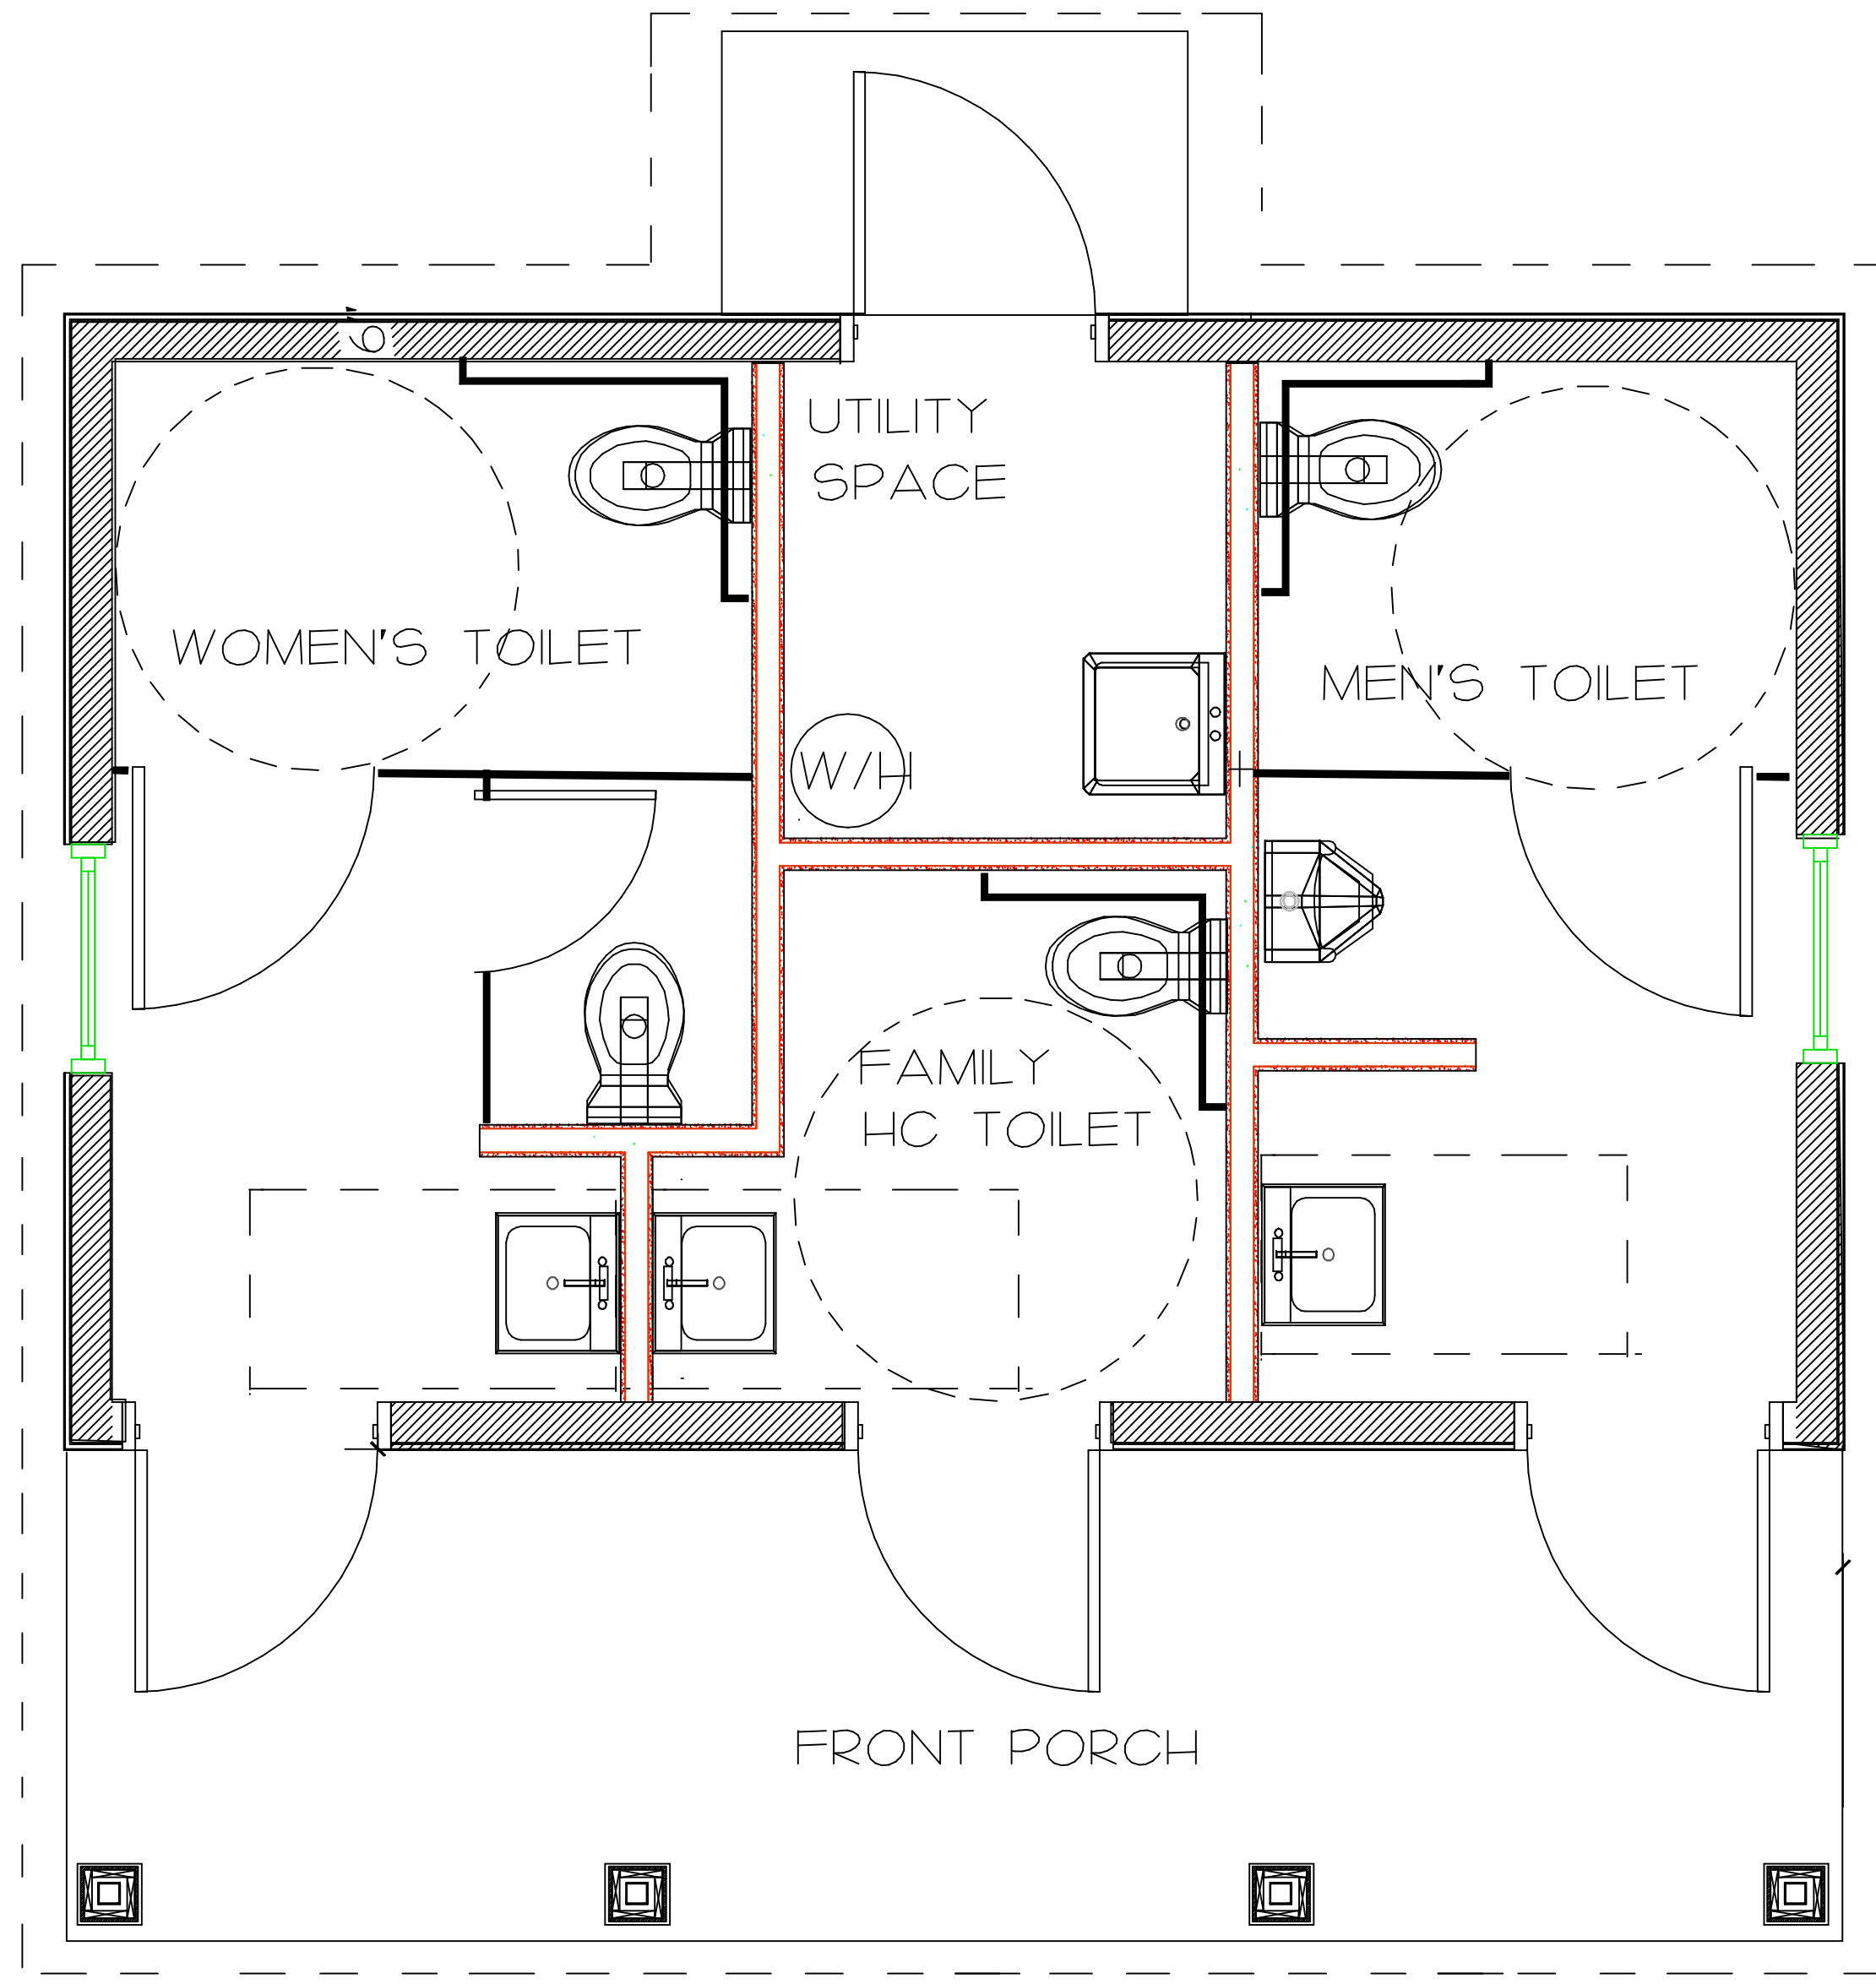 UTILITY
SPACE
WOMEN'S TOILET
MEN'S TOILET
W/H
FAMILY
HC TOILET
FRONT PORCH